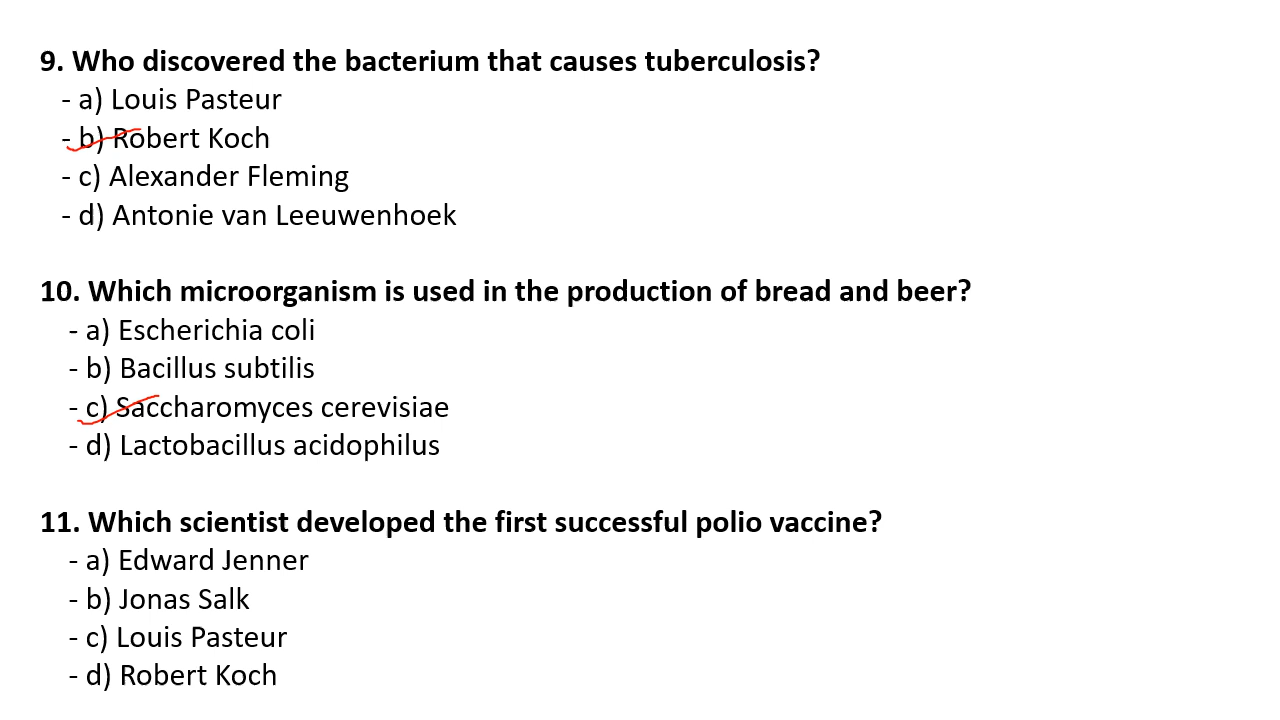 9. Who discovered the bacterium that causes tuberculosis?
- a) Louis Pasteur
- b) Robert Koch
- c) Alexander Fleming
- d) Antonie van Leeuwenhoek
10. Which microorganism is used in the production of bread and beer?
- a) Escherichia coli
- b) Bacillus subtilis
- c) Saccharomyces cerevisiae
- d) Lactobacillus acidophilus
11. Which scientist developed the first successful polio vaccine?
- a) Edward Jenner
- b) Jonas Salk
- c) Louis Pasteur
- d) Robert Koch